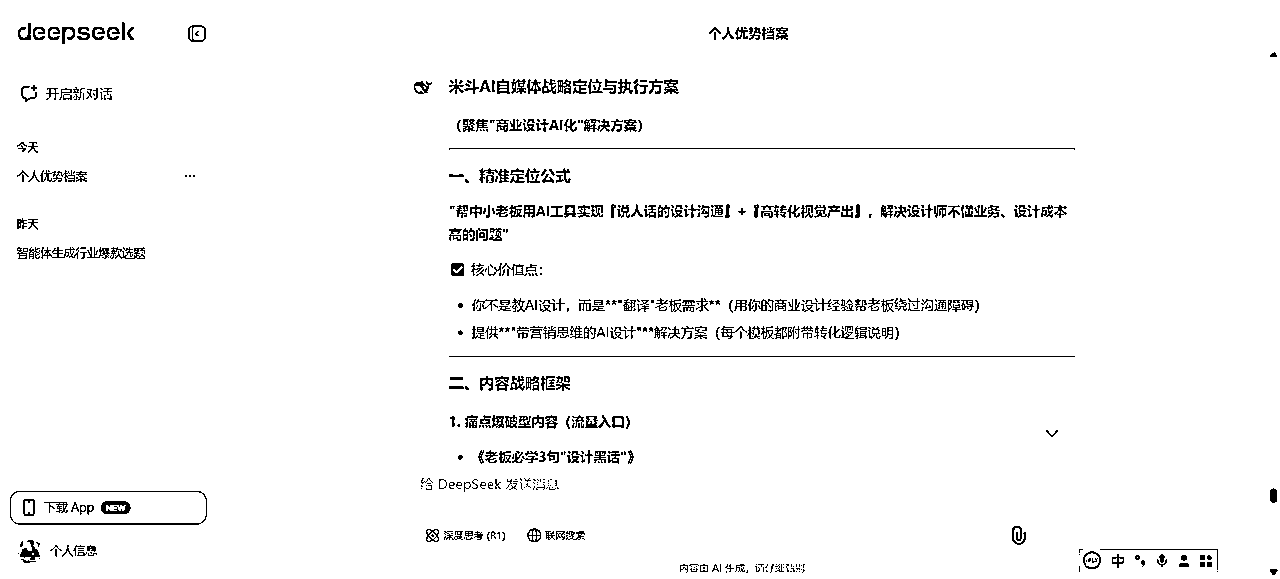 deepseek
个人优势档案
开启新对话
今天
个人优势档案
...
昨天
智能体生成行业爆款选题
下载 App NEW
个人信息
米斗AI自媒体战略定位与执行方案
（聚焦"商业设计AI化"解决方案）
一、精准定位公式
"帮中小老板用AI工具实现『说人话的设计沟通』+『高转化视觉产出』，解决设计师不懂业务、设计成本
高的问题"
核心价值点：
• 你不是教AI设计，而是**"翻译"老板需求**（用你的商业设计经验帮老板绕过沟通障碍）
• 提供**"带营销思维的AI设计"**解决方案（每个模板都附带转化逻辑说明）
二、内容战略框架
1. 痛点爆破型内容（流量入口）
• 《老板必学3句"设计黑话"》
给 DeepSeek 发送消息
深度思考 (R1)
联网搜索
内容由 AI 生成，请仔细甄别
中